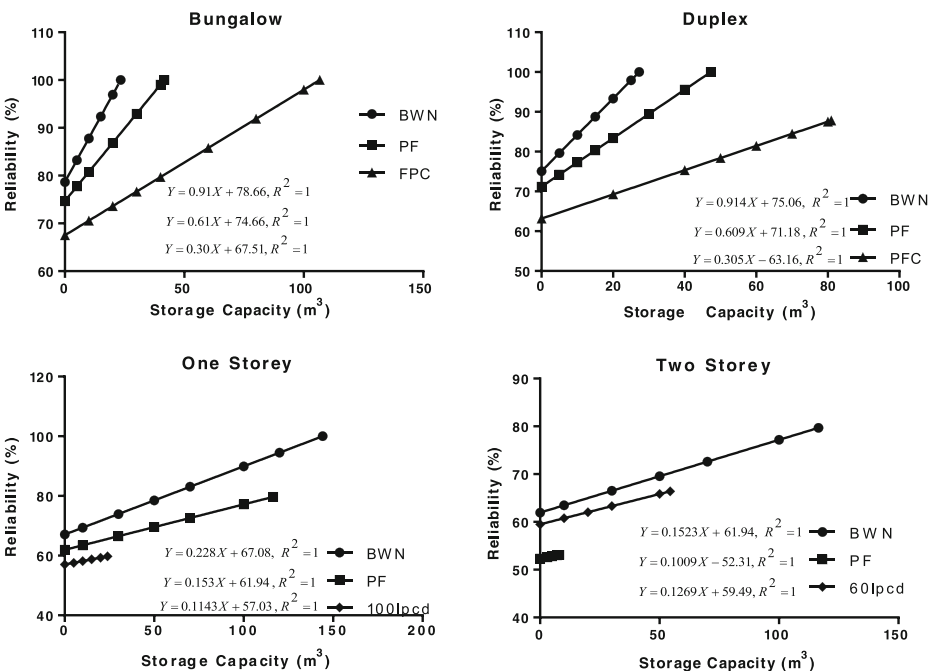 Bungalow
110
100
90
80
70
60
Reliability (%)
0
50
100
150
Storage Capacity (m³)
BWN
PF
FPC
Y=0.91X+78.66, R²=1
Y=0.61X+74.66, R²=1
Y=0.30X+67.51, R²=1
Duplex
110
100
90
80
70
60
50
Reliability (%)
0
20
40
60
80
100
Storage Capacity (m³)
Y=0.914X+75.06, R²=1
BWN
Y=0.609X+71.18, R²=1
PF
Y=0.305X−63.16, R²=1
PFC
One Storey
120
100
80
60
40
Reliability (%)
0
50
100
150
200
Storage Capacity (m³)
Y=0.228X+67.08, R²=1
BWN
Y=0.153X+61.94, R²=1
PF
Y=0.1143X+57.03, R²=1
100lpcd
Two Storey
90
80
70
60
50
40
Reliability (%)
0
50
100
150
Storage Capacity (m³)
Y=0.1523X+61.94, R²=1
BWN
Y=0.1009X−52.31, R²=1
PF
Y=0.1269X+59.49, R²=1
60lpcd